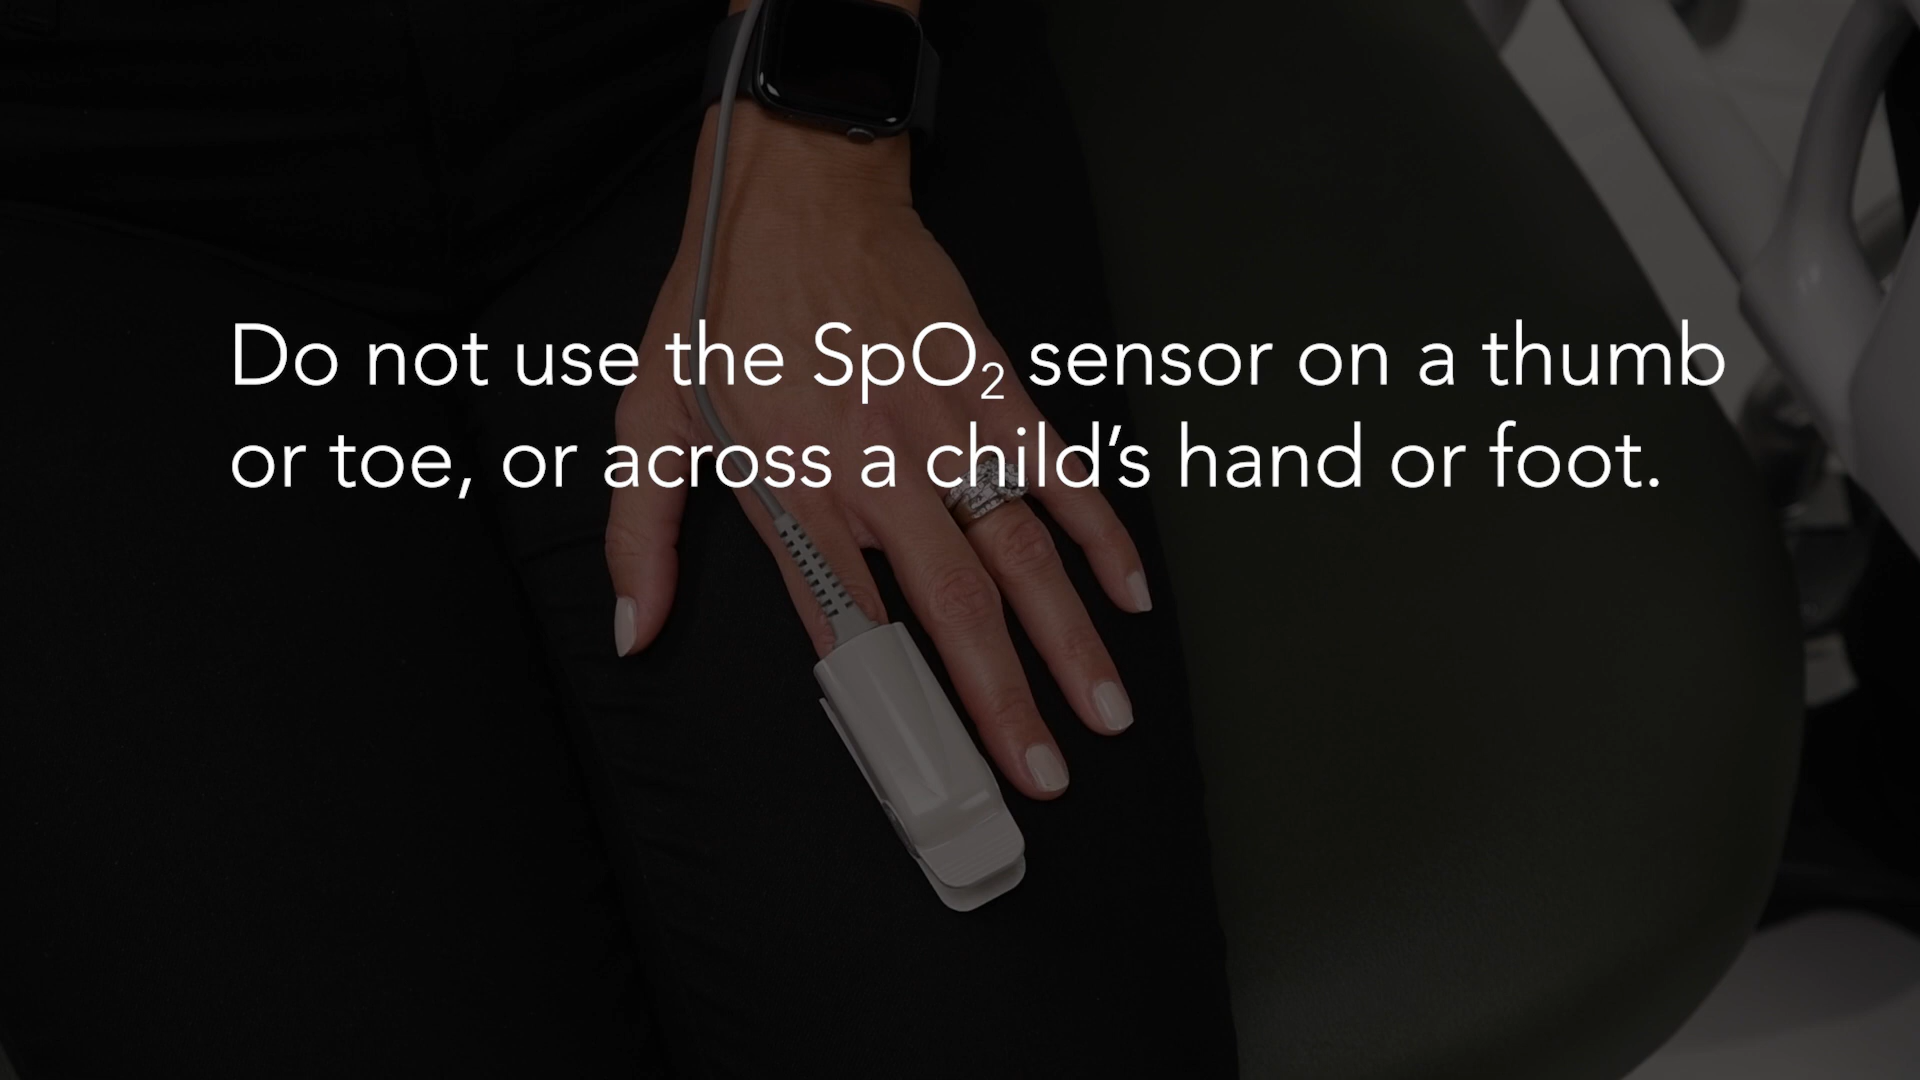 Do not use the SpO₂ sensor on a thumb
or toe, or across a child’s hand or foot.